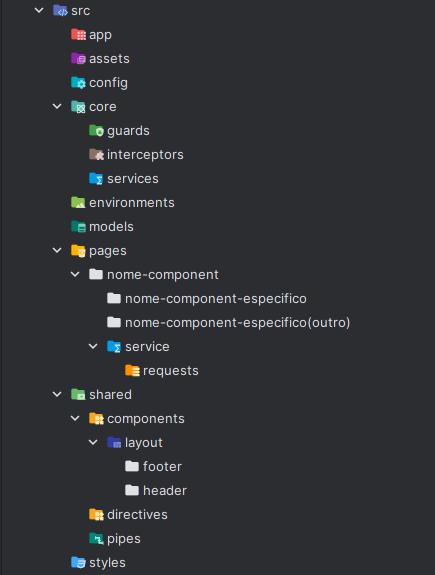 src
app
assets
config
core
guards
interceptors
services
environments
models
pages
nome-component
nome-component-especifico
nome-component-especifico(outro)
service
requests
shared
components
layout
footer
header
directives
pipes
styles